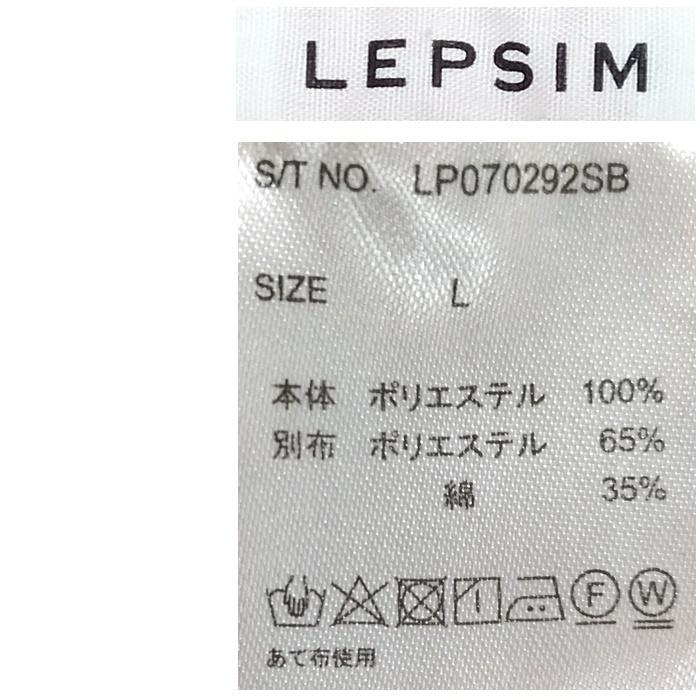 LEPSIM
S/T NO. LP070292SB
SIZE L
本体 ポリエステル 100%
別布 ポリエステル 65%
綿 35%
F W
あて布使用